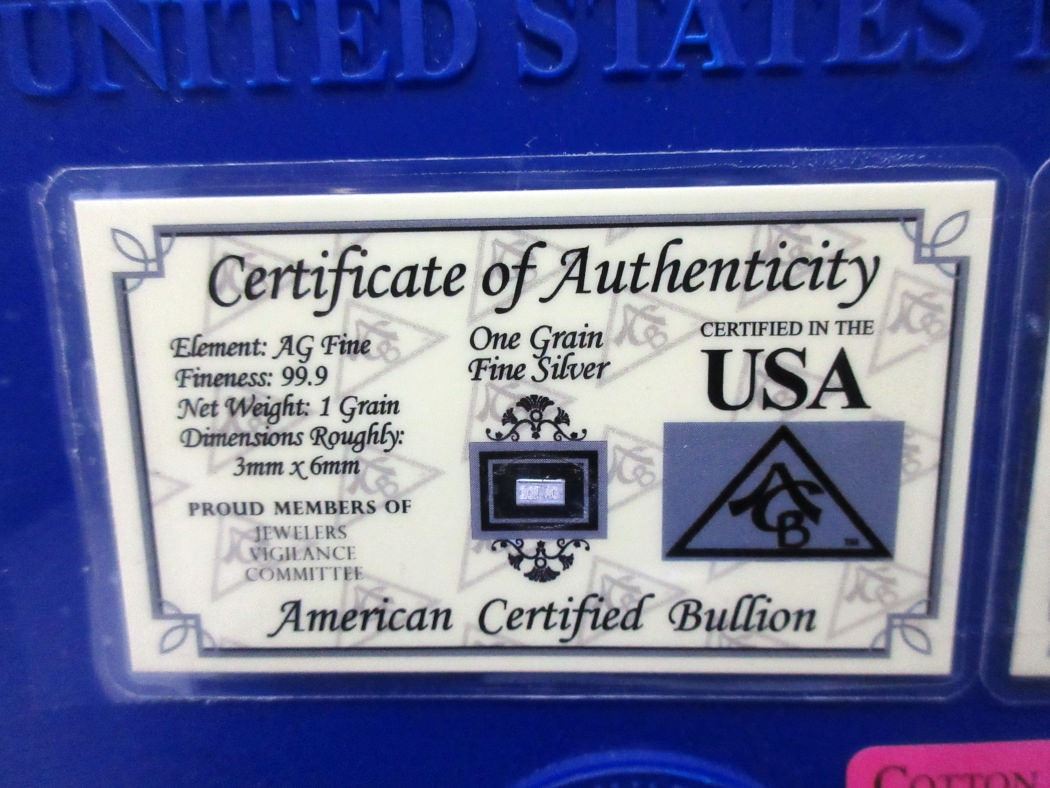 UNITED STATES
Certificate of Authenticity
Element: AG Fine
Fineness: 99.9
Net Weight: 1 Grain
Dimensions Roughly:
3mm x 6mm
PROUD MEMBERS OF
JEWELERS
VIGILANCE
COMMITTEE
One Grain
Fine Silver
CERTIFIED IN THE
USA
ACB
TM
American Certified Bullion
COTTON